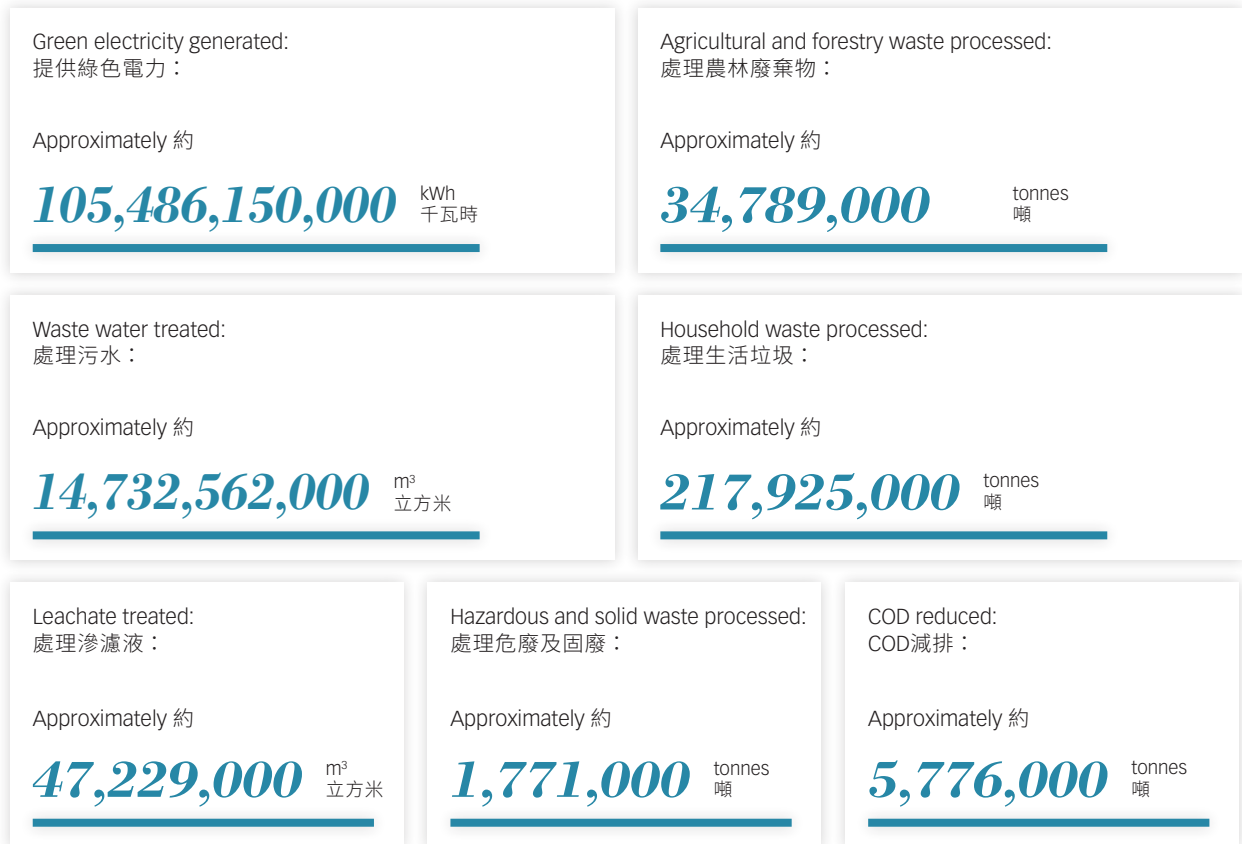 Green electricity generated:
提供綠色電力：
Approximately 約
105,486,150,000 kWh
千瓦時
Agricultural and forestry waste processed:
處理農林廢棄物：
Approximately 約
34,789,000 tonnes
噸
Waste water treated:
處理污水：
Approximately 約
14,732,562,000 m³
立方米
Household waste processed:
處理生活垃圾：
Approximately 約
217,925,000 tonnes
噸
Leachate treated:
處理滲濾液：
Approximately 約
47,229,000 m³
立方米
Hazardous and solid waste processed:
處理危廢及固廢：
Approximately 約
1,771,000 tonnes
噸
COD reduced:
COD減排：
Approximately 約
5,776,000 tonnes
噸